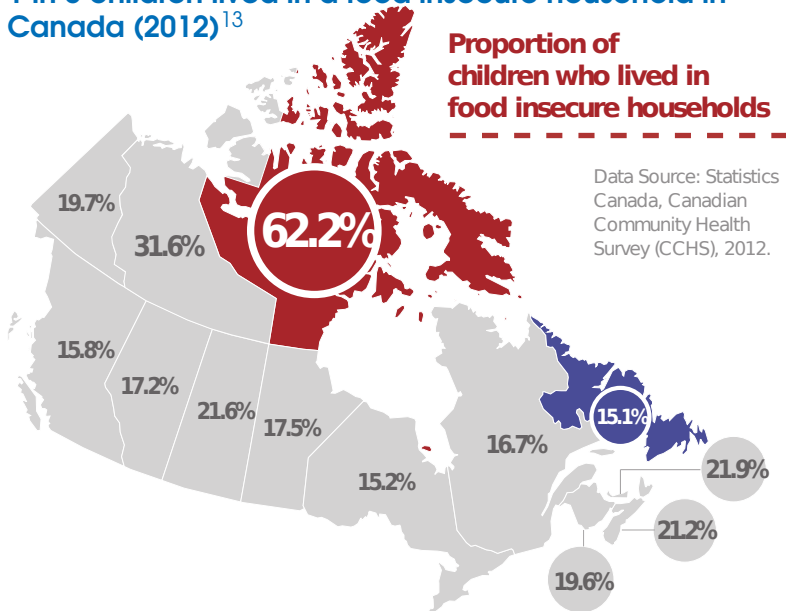 Canada (2012)13
Proportion of
children who lived in
food insecure households
Data Source: Statistics
Canada, Canadian
Community Health
Survey (CCHS), 2012.
19.7%
31.6%
62.2%
15.8%
17.2%
21.6%
17.5%
15.2%
16.7%
15.1%
21.9%
21.2%
19.6%